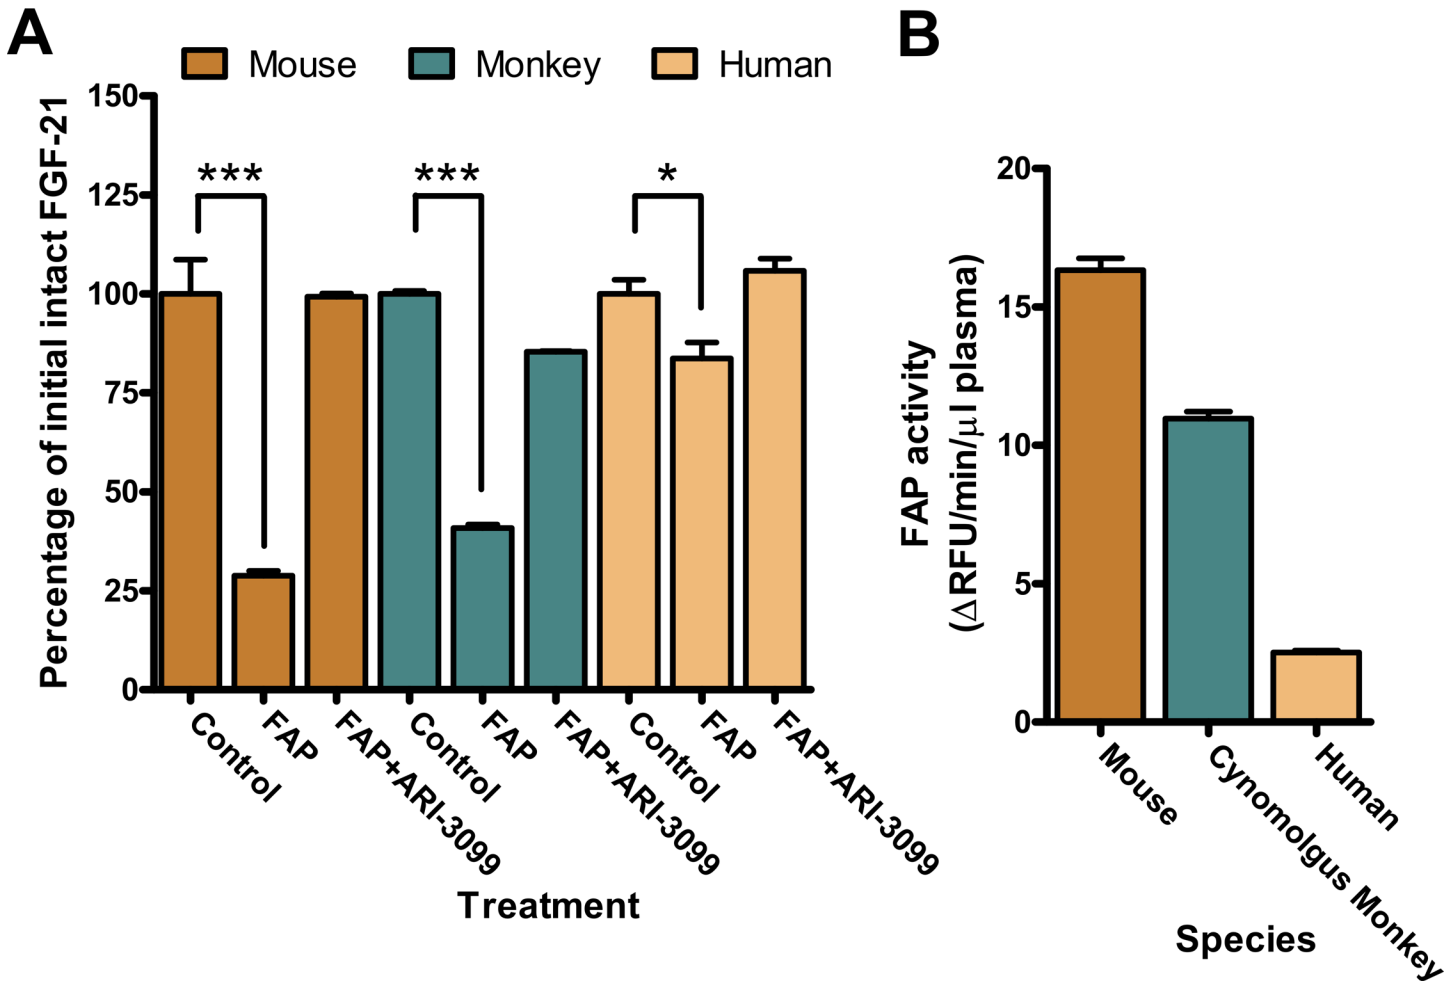 A
Mouse
Monkey
Human
Percentage of initial intact FGF-21
150
125
100
75
50
25
0
***
***
*
Control
FAP
FAP+ARI-3099
Control
FAP
FAP+ARI-3099
Control
FAP
FAP+ARI-3099
Treatment
B
FAP activity
(ΔRFU/min/μl plasma)
20
15
10
5
0
Mouse
Cynomolgus Monkey
Human
Species